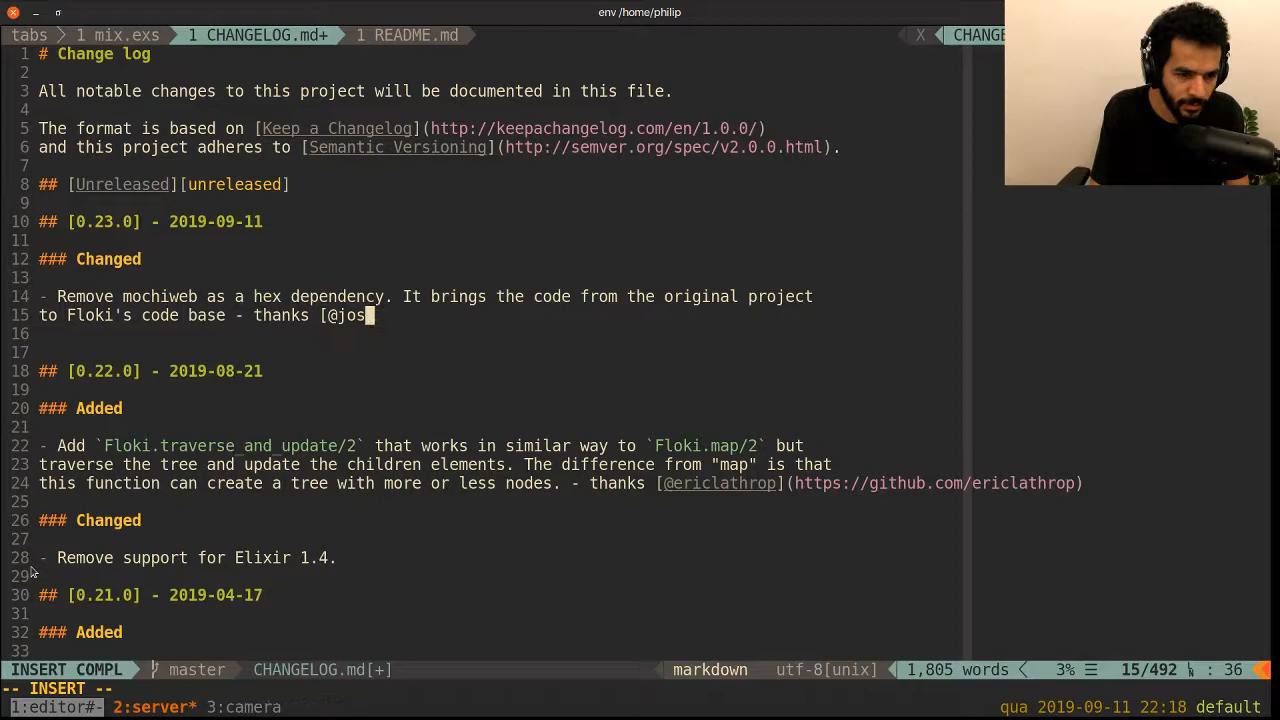 env /home/philip
tabs 1 mix.exs 1 CHANGELOG.md+ 1 README.md X CHANGE
1 # Change log
2
3 All notable changes to this project will be documented in this file.
4
5 The format is based on [Keep a Changelog](http://keepachangelog.com/en/1.0.0/)
6 and this project adheres to [Semantic Versioning](http://semver.org/spec/v2.0.0.html).
7
8 ## [Unreleased][unreleased]
9
10 ## [0.23.0] - 2019-09-11
11
12 ### Changed
13
14 - Remove mochiweb as a hex dependency. It brings the code from the original project
15 to Floki's code base - thanks [@jos
16
17
18 ## [0.22.0] - 2019-08-21
19
20 ### Added
21
22 - Add `Floki.traverse_and_update/2` that works in similar way to `Floki.map/2` but
23 traverse the tree and update the children elements. The difference from "map" is that
24 this function can create a tree with more or less nodes. - thanks [@ericlathrop](https://github.com/ericlathrop)
25
26 ### Changed
27
28 - Remove support for Elixir 1.4.
29
30 ## [0.21.0] - 2019-04-17
31
32 ### Added
33
INSERT COMPL master CHANGELOG.md[+] markdown utf-8[unix] 1,805 words 3% ☰ 15/492 : 36
-- INSERT --
1:editor#- 2:server* 3:camera qua 2019-09-11 22:18 default